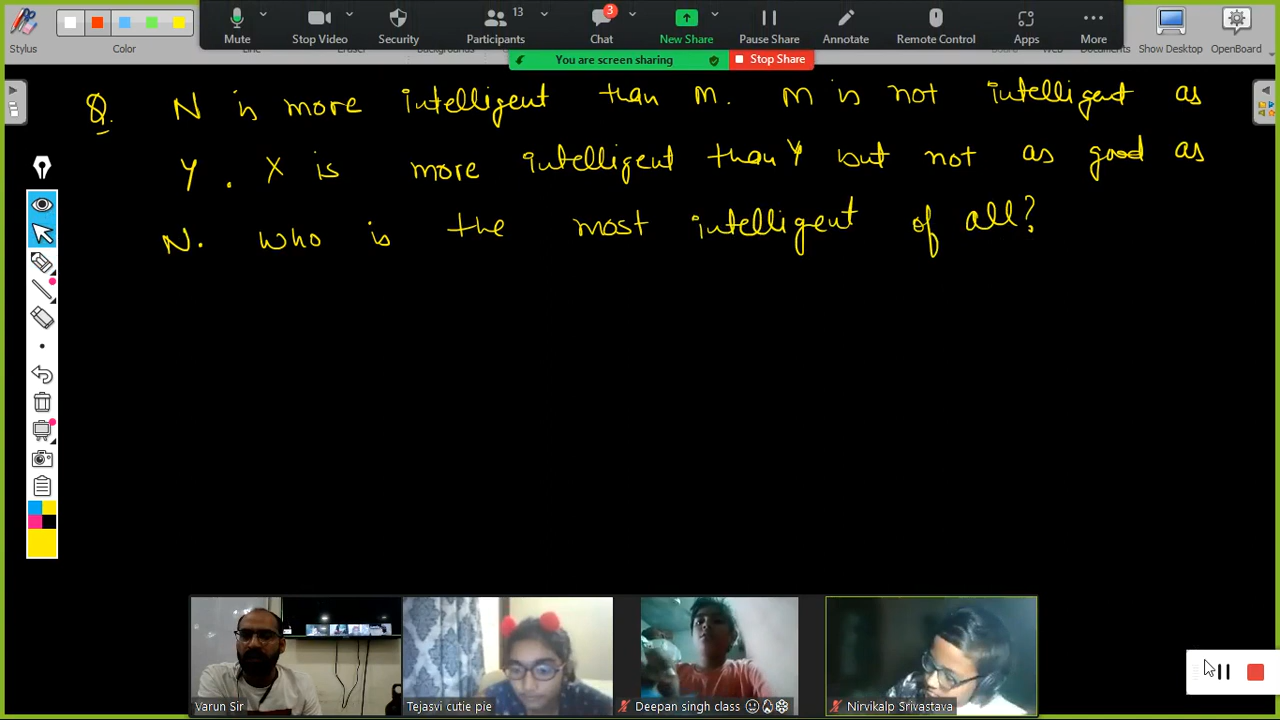 Stylus
Color
Mute
Stop Video
Security
Participants
13
Chat
3
New Share
Pause Share
Annotate
Remote Control
Apps
More
Show Desktop
OpenBoard
You are screen sharing
Stop Share
Q. N is more intelligent than M. M is not intelligent as
Y. X is more intelligent than Y but not as good as
N. Who is the most intelligent of all?
Varun Sir
Tejasvi cutie pie
Deepan singh class
Nirvikalp Srivastava